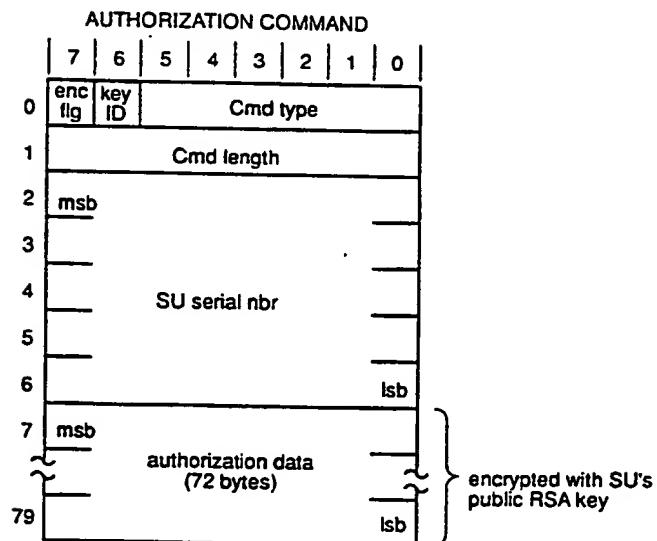 AUTHORIZATION COMMAND
7 6 5 4 3 2 1 0
0 enc flg key ID Cmd type
1 Cmd length
2 msb
3
4 SU serial nbr
5
6 lsb
7 msb
authorization data
(72 bytes)
encrypted with SU's
public RSA key
79 lsb